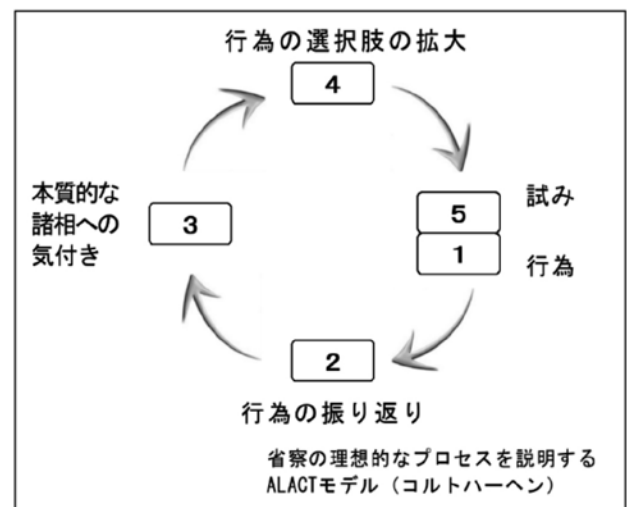 行為の選択肢の拡大
4
本質的な
諸相への
気付き
3
5
試み
1
行為
2
行為の振り返り
省察の理想的なプロセスを説明する
ALACTモデル（コルトハーヘン）